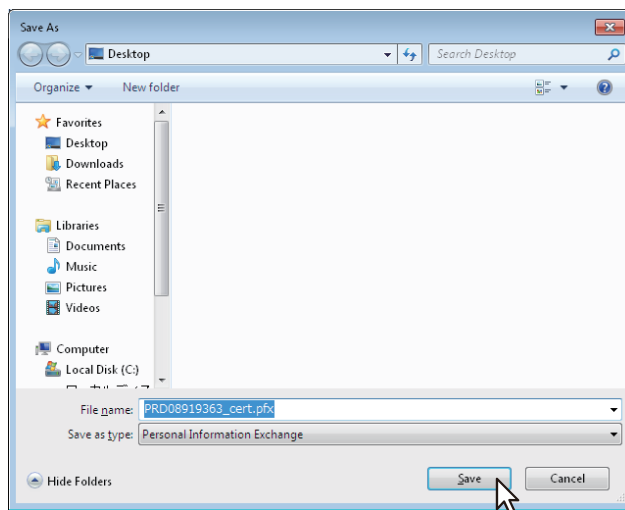 Save As
Desktop
Search Desktop
Organize
New folder
Favorites
Desktop
Downloads
Recent Places
Libraries
Documents
Music
Pictures
Videos
Computer
Local Disk (C:)
File name: PRD08919363_cert.pfx
Save as type: Personal Information Exchange
Hide Folders
Save
Cancel